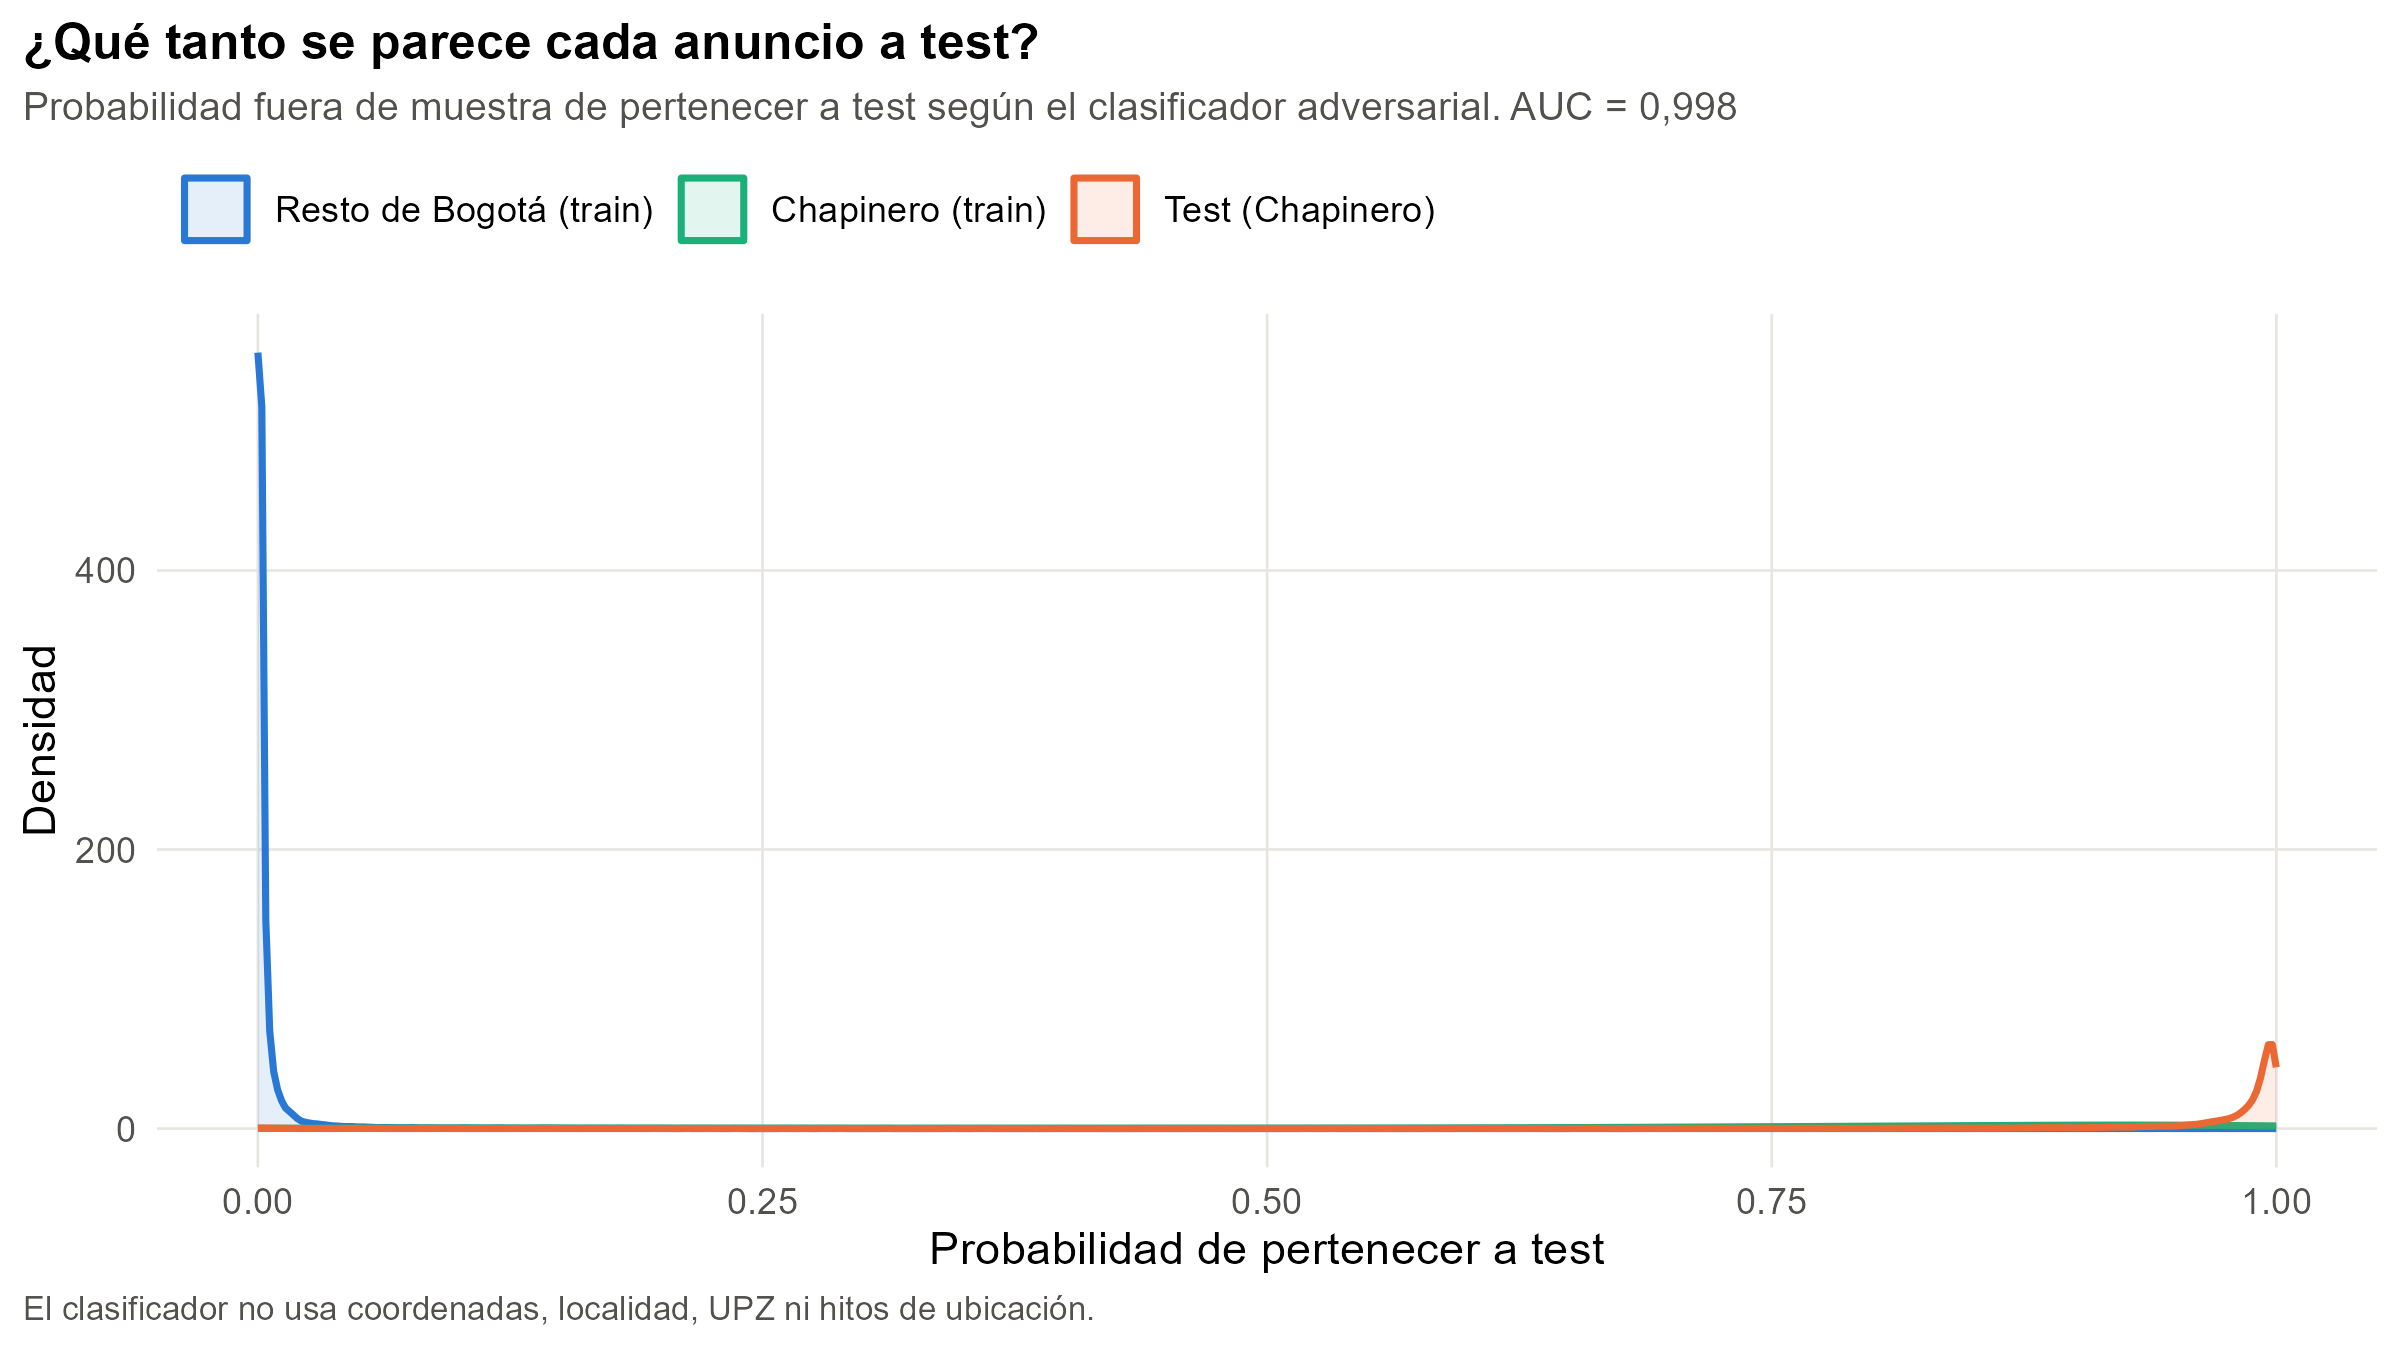 ¿Qué tanto se parece cada anuncio a test?
Probabilidad fuera de muestra de pertenecer a test según el clasificador adversarial. AUC = 0,998
Resto de Bogotá (train) Chapinero (train) Test (Chapinero)
400
200
0
Densidad
0.00 0.25 0.50 0.75 1.00
Probabilidad de pertenecer a test
El clasificador no usa coordenadas, localidad, UPZ ni hitos de ubicación.